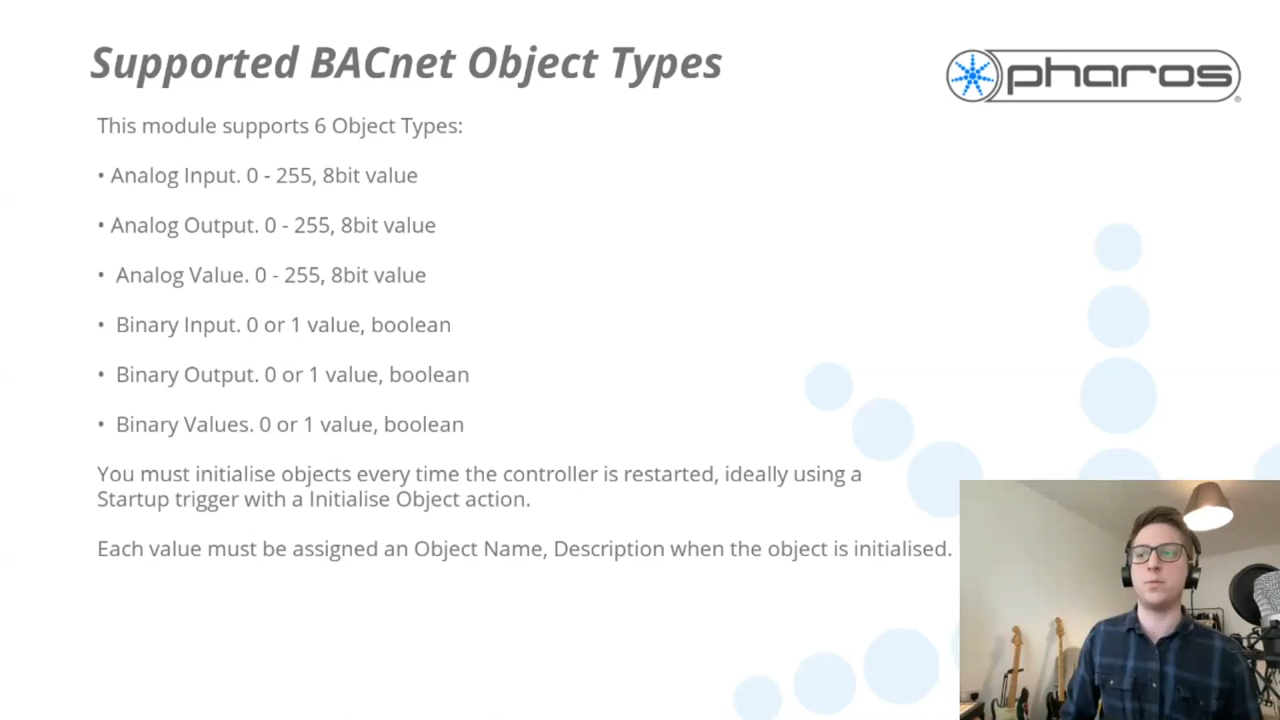 Supported BACnet Object Types
pharos
This module supports 6 Object Types:
• Analog Input. 0 - 255, 8bit value
• Analog Output. 0 - 255, 8bit value
• Analog Value. 0 - 255, 8bit value
• Binary Input. 0 or 1 value, boolean
• Binary Output. 0 or 1 value, boolean
• Binary Values. 0 or 1 value, boolean
You must initialise objects every time the controller is restarted, ideally using a
Startup trigger with a Initialise Object action.
Each value must be assigned an Object Name, Description when the object is initialised.